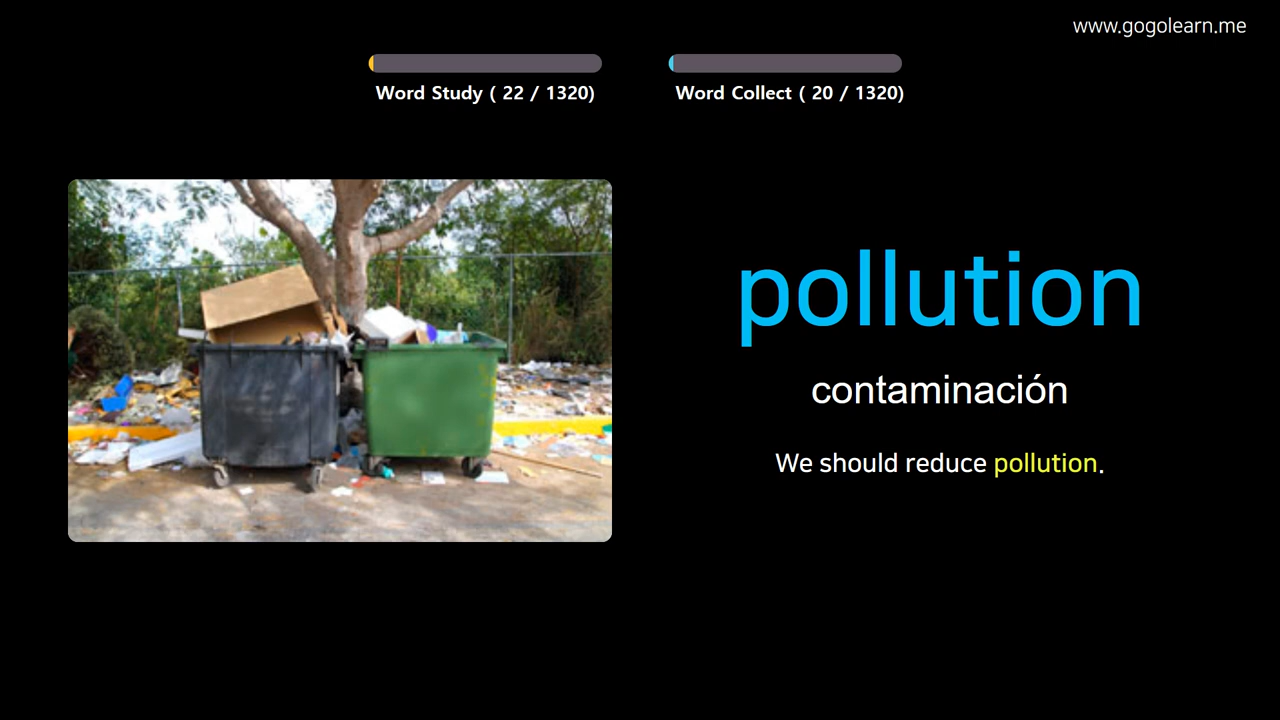 www.gogolearn.me
Word Study ( 22 / 1320)
Word Collect ( 20 / 1320)
pollution
contaminación
We should reduce pollution.